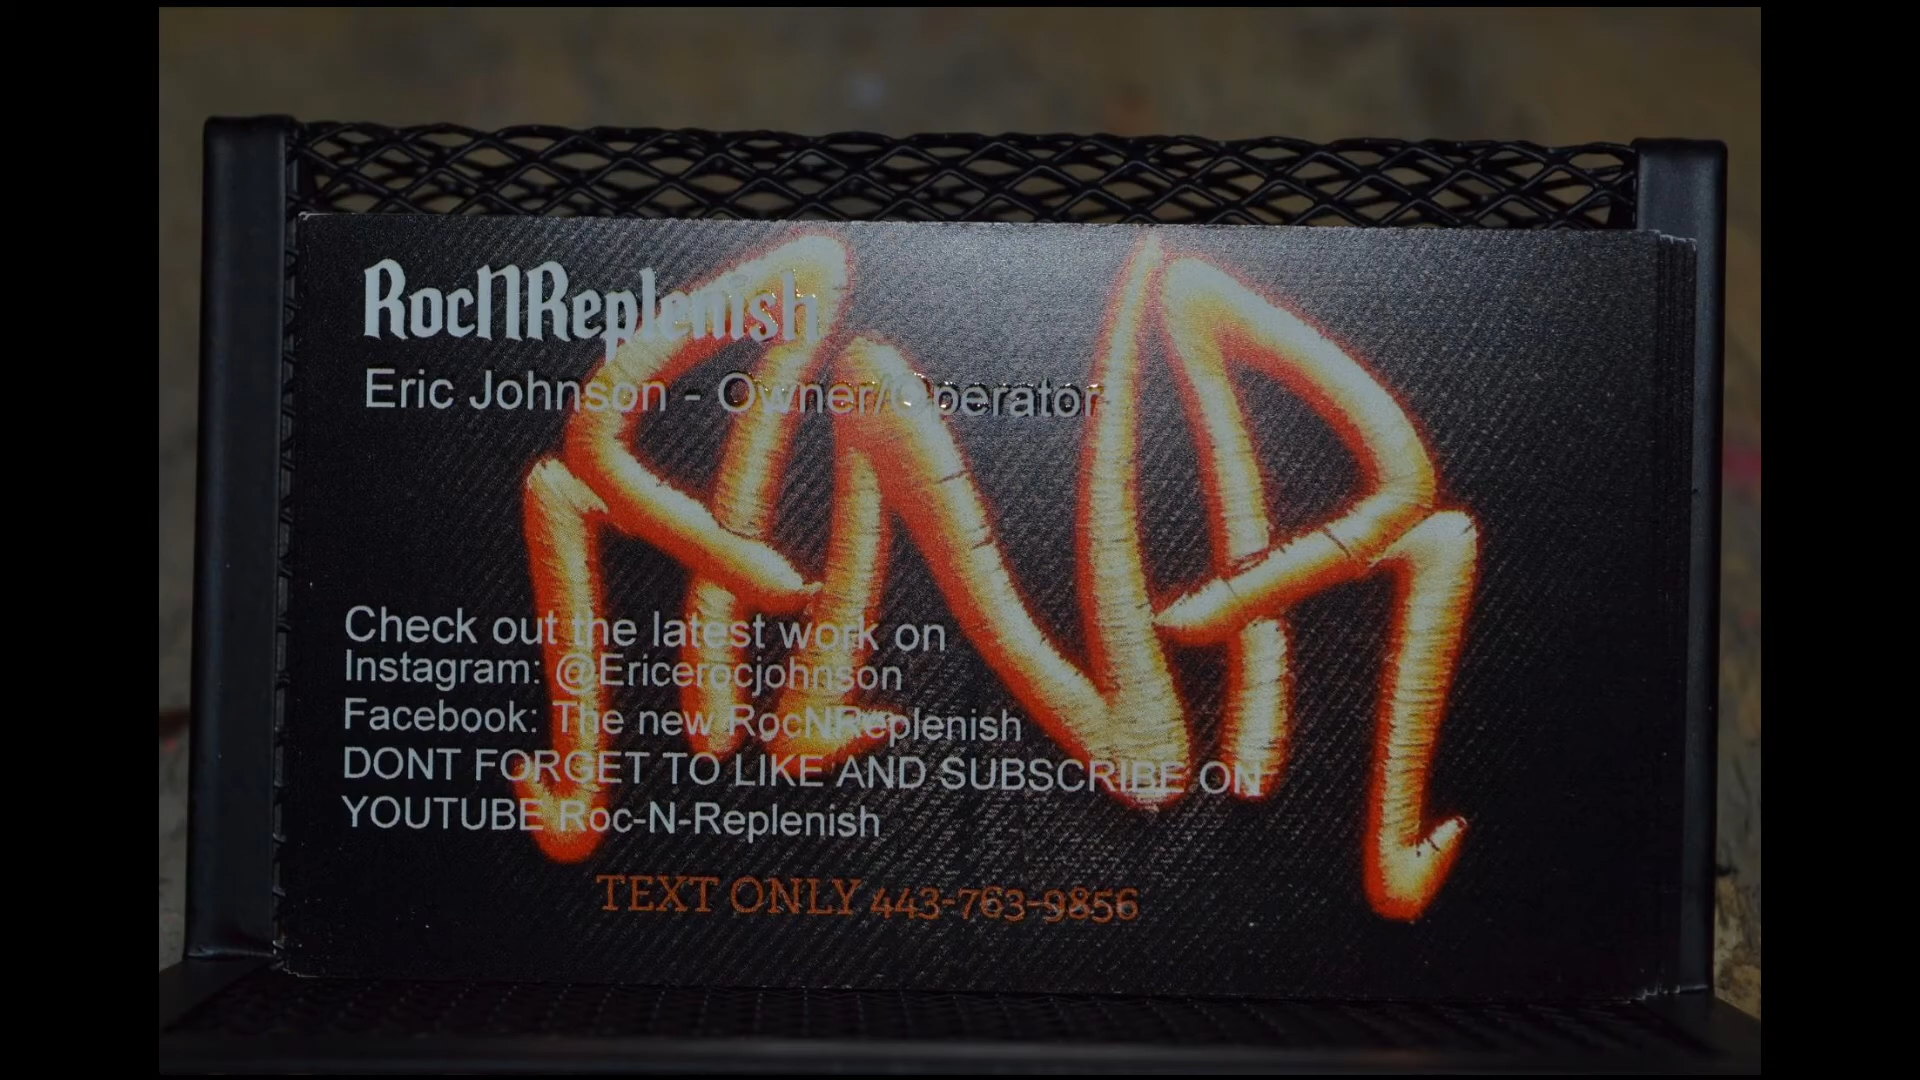 RocNReplenish
Eric Johnson - Owner/Operator
Check out the latest work on
Instagram: @Ericerocjohnson
Facebook: The new RocNReplenish
DONT FORGET TO LIKE AND SUBSCRIBE ON
YOUTUBE Roc-N-Replenish
TEXT ONLY 443-763-9856
RNR